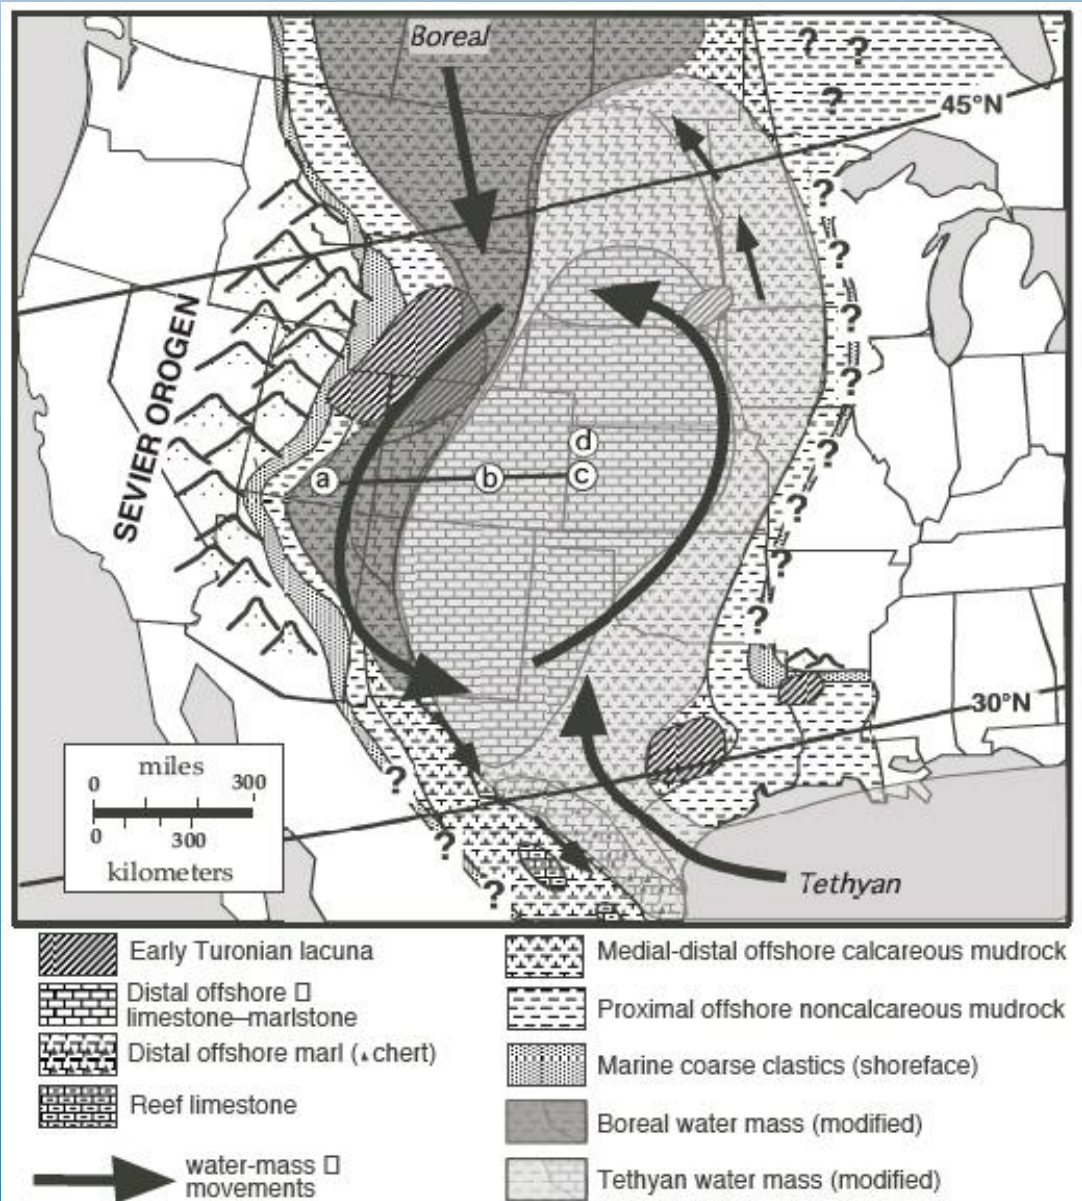 Boreal
? ?
?
45°N
?
?
?
?
?
?
?
?
SEVIER OROGEN
a
b
c
d
30°N
?
?
?
Tethyan
miles
0 300
0 300
kilometers
Early Turonian lacuna
Distal offshore □
limestone–marlstone
Distal offshore marl (▲chert)
Reef limestone
water-mass □
movements
Medial-distal offshore calcareous mudrock
Proximal offshore noncalcareous mudrock
Marine coarse clastics (shoreface)
Boreal water mass (modified)
Tethyan water mass (modified)